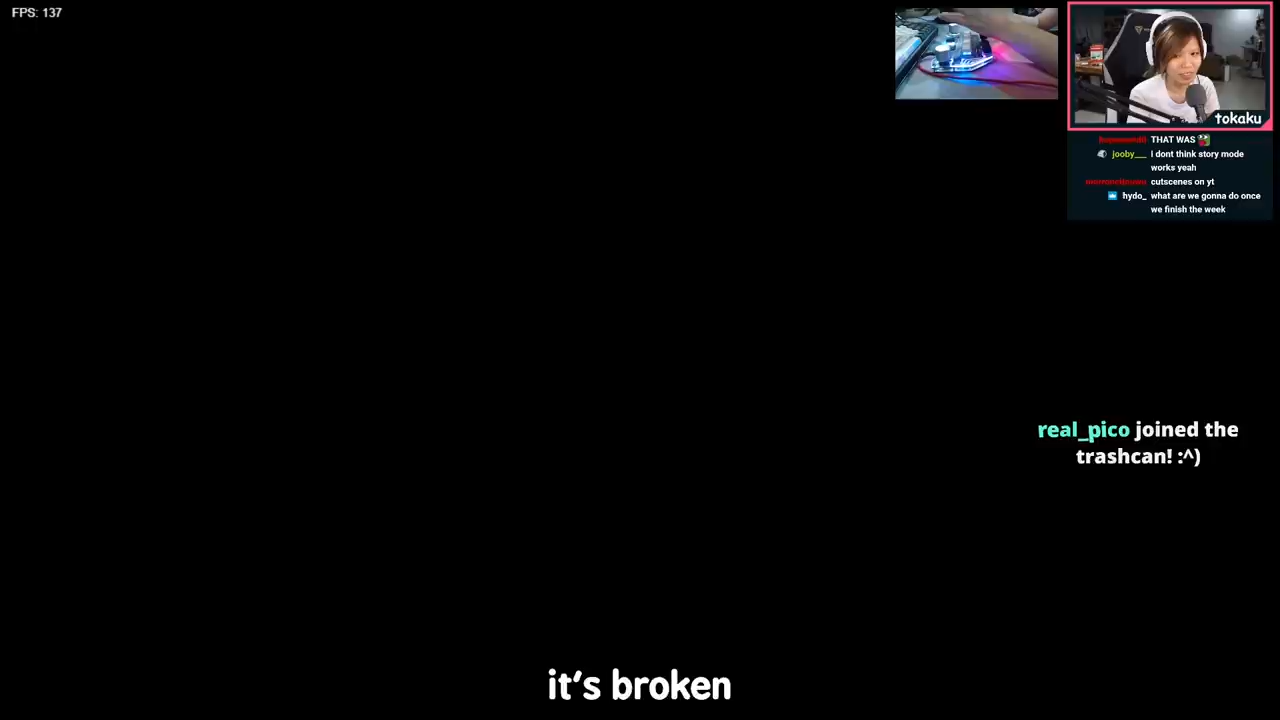 FPS: 137
tokaku
THAT WAS
jooby___ i dont think story mode
works yeah
cutscenes on yt
hydo_ what are we gonna do once
we finish the week
real_pico joined the
trashcan! :^)
it's broken